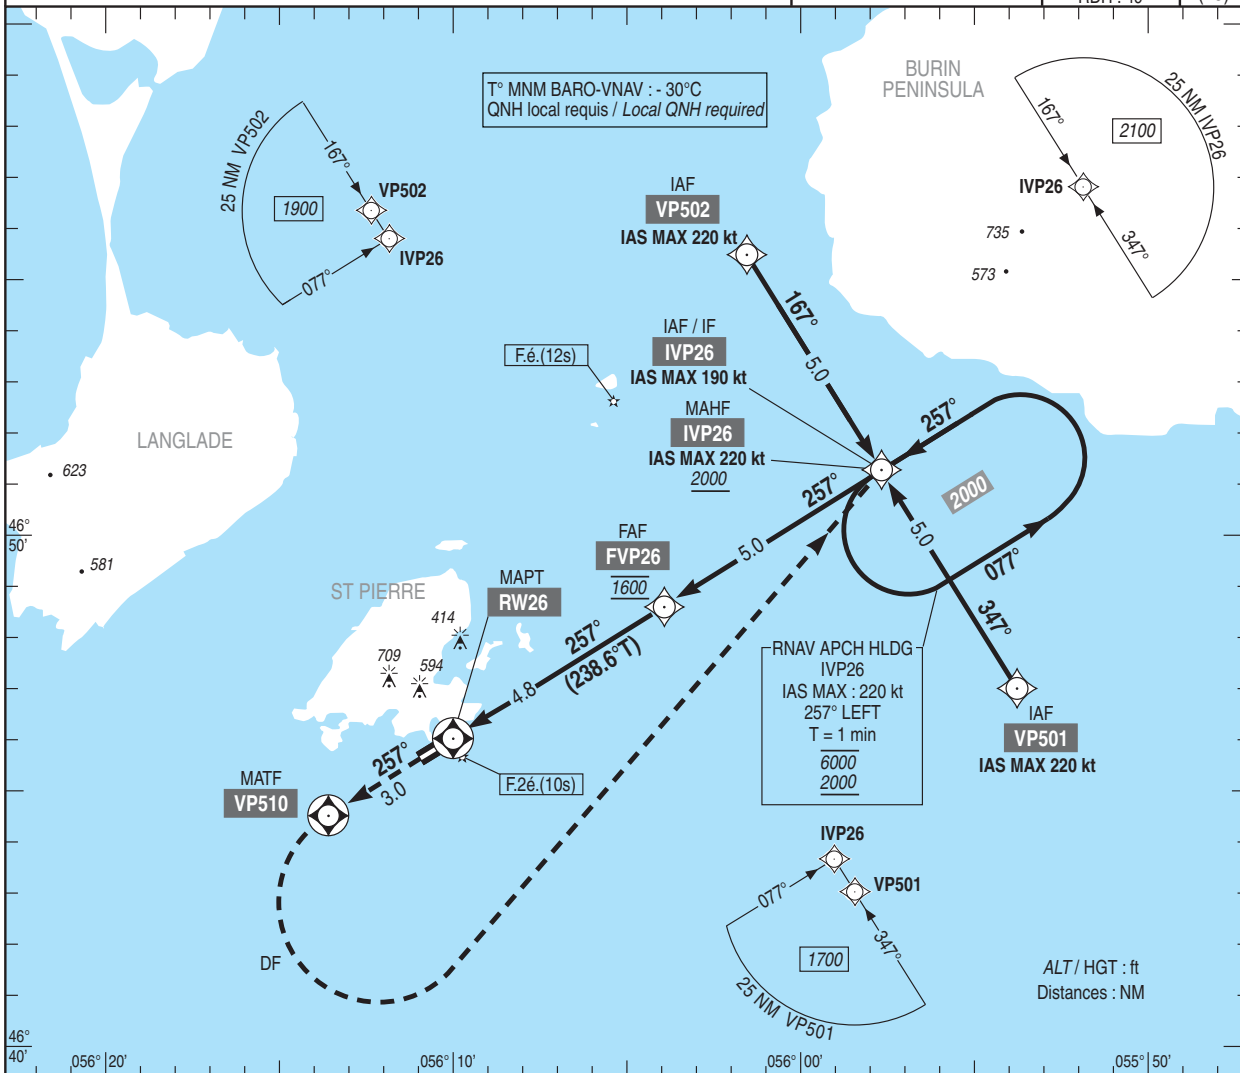 T° MNM BARO-VNAV : - 30°C
QNH local requis / Local QNH required
BURIN
PENINSULA
25 NM IVP26
167°
2100
IVP26
347°
735
573
25 NM VP502
167°
1900
VP502
IVP26
077°
IAF
VP502
IAS MAX 220 kt
167°
5.0
IAF / IF
IVP26
IAS MAX 190 kt
MAHF
IVP26
IAS MAX 220 kt
2000
F.é.(12s)
257°
2000
077°
LANGLADE
623
581
46°
50'
257°
5.0
5.0
347°
FAF
FVP26
1600
MAPT
RW26
ST PIERRE
414
709
594
257°
(238.6°T)
4.8
RNAV APCH HLDG
IVP26
IAS MAX : 220 kt
257° LEFT
T = 1 min
6000
2000
IAF
VP501
IAS MAX 220 kt
257°
3.0
MATF
VP510
F.2é.(10s)
DF
IVP26
VP501
077°
347°
1700
25 NM VP501
ALT / HGT : ft
Distances : NM
46°
40'
056° 20'
056° 10'
056° 00'
055° 50'